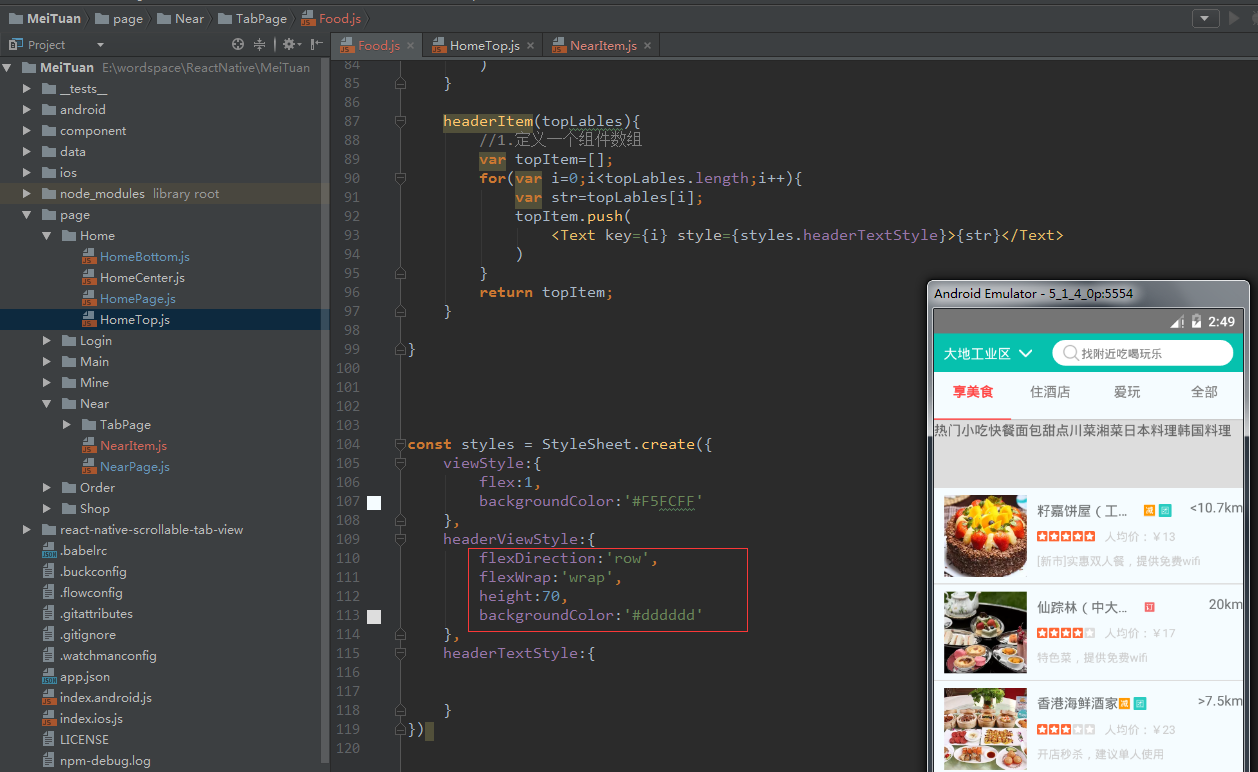 MeiTuan page Near TabPage Food.js
Project
Food.js HomeTop.js NearItem.js
MeiTuan E:\wordspace\ReactNative\MeiTuan
__tests__
android
component
data
ios
node_modules library root
page
Home
HomeBottom.js
HomeCenter.js
HomePage.js
HomeTop.js
Login
Main
Mine
Near
TabPage
NearItem.js
NearPage.js
Order
Shop
react-native-scrollable-tab-view
.babelrc
.buckconfig
.flowconfig
.gitattributes
.gitignore
.watchmanconfig
app.json
index.android.js
index.ios.js
LICENSE
npm-debug.log
84 )
85 }
86
87 headerItem(topLables){
88 //1.定义一个组件数组
89 var topItem=[];
90 for(var i=0;i<topLables.length;i++){
91 var str=topLables[i];
92 topItem.push(
93 <Text key={i} style={styles.headerTextStyle}>{str}</Text>
94 )
95 }
96 return topItem;
97 }
98
99 }
100
101
102
103
104 const styles = StyleSheet.create({
105 viewStyle:{
106 flex:1,
107 backgroundColor:'#F5FCFF'
108 },
109 headerViewStyle:{
110 flexDirection:'row',
111 flexWrap:'wrap',
112 height:70,
113 backgroundColor:'#dddddd'
114 },
115 headerTextStyle:{
116
117
118 }
119 })
120
Android Emulator - 5_1_4_0p:5554
2:49
大地工业区 找附近吃喝玩乐
享美食 住酒店 爱玩 全部
热门小吃快餐面包甜点川菜湘菜日本料理韩国料理
籽嘉饼屋（工... 减 团 <10.7km
人均价：￥13
[新市]实惠双人餐，提供免费wifi
仙踪林（中大... 订 20km
人均价：￥17
特色菜，提供免费wifi
香港海鲜酒家 减 团 >7.5km
人均价：￥23
开店秒杀，建议单人使用